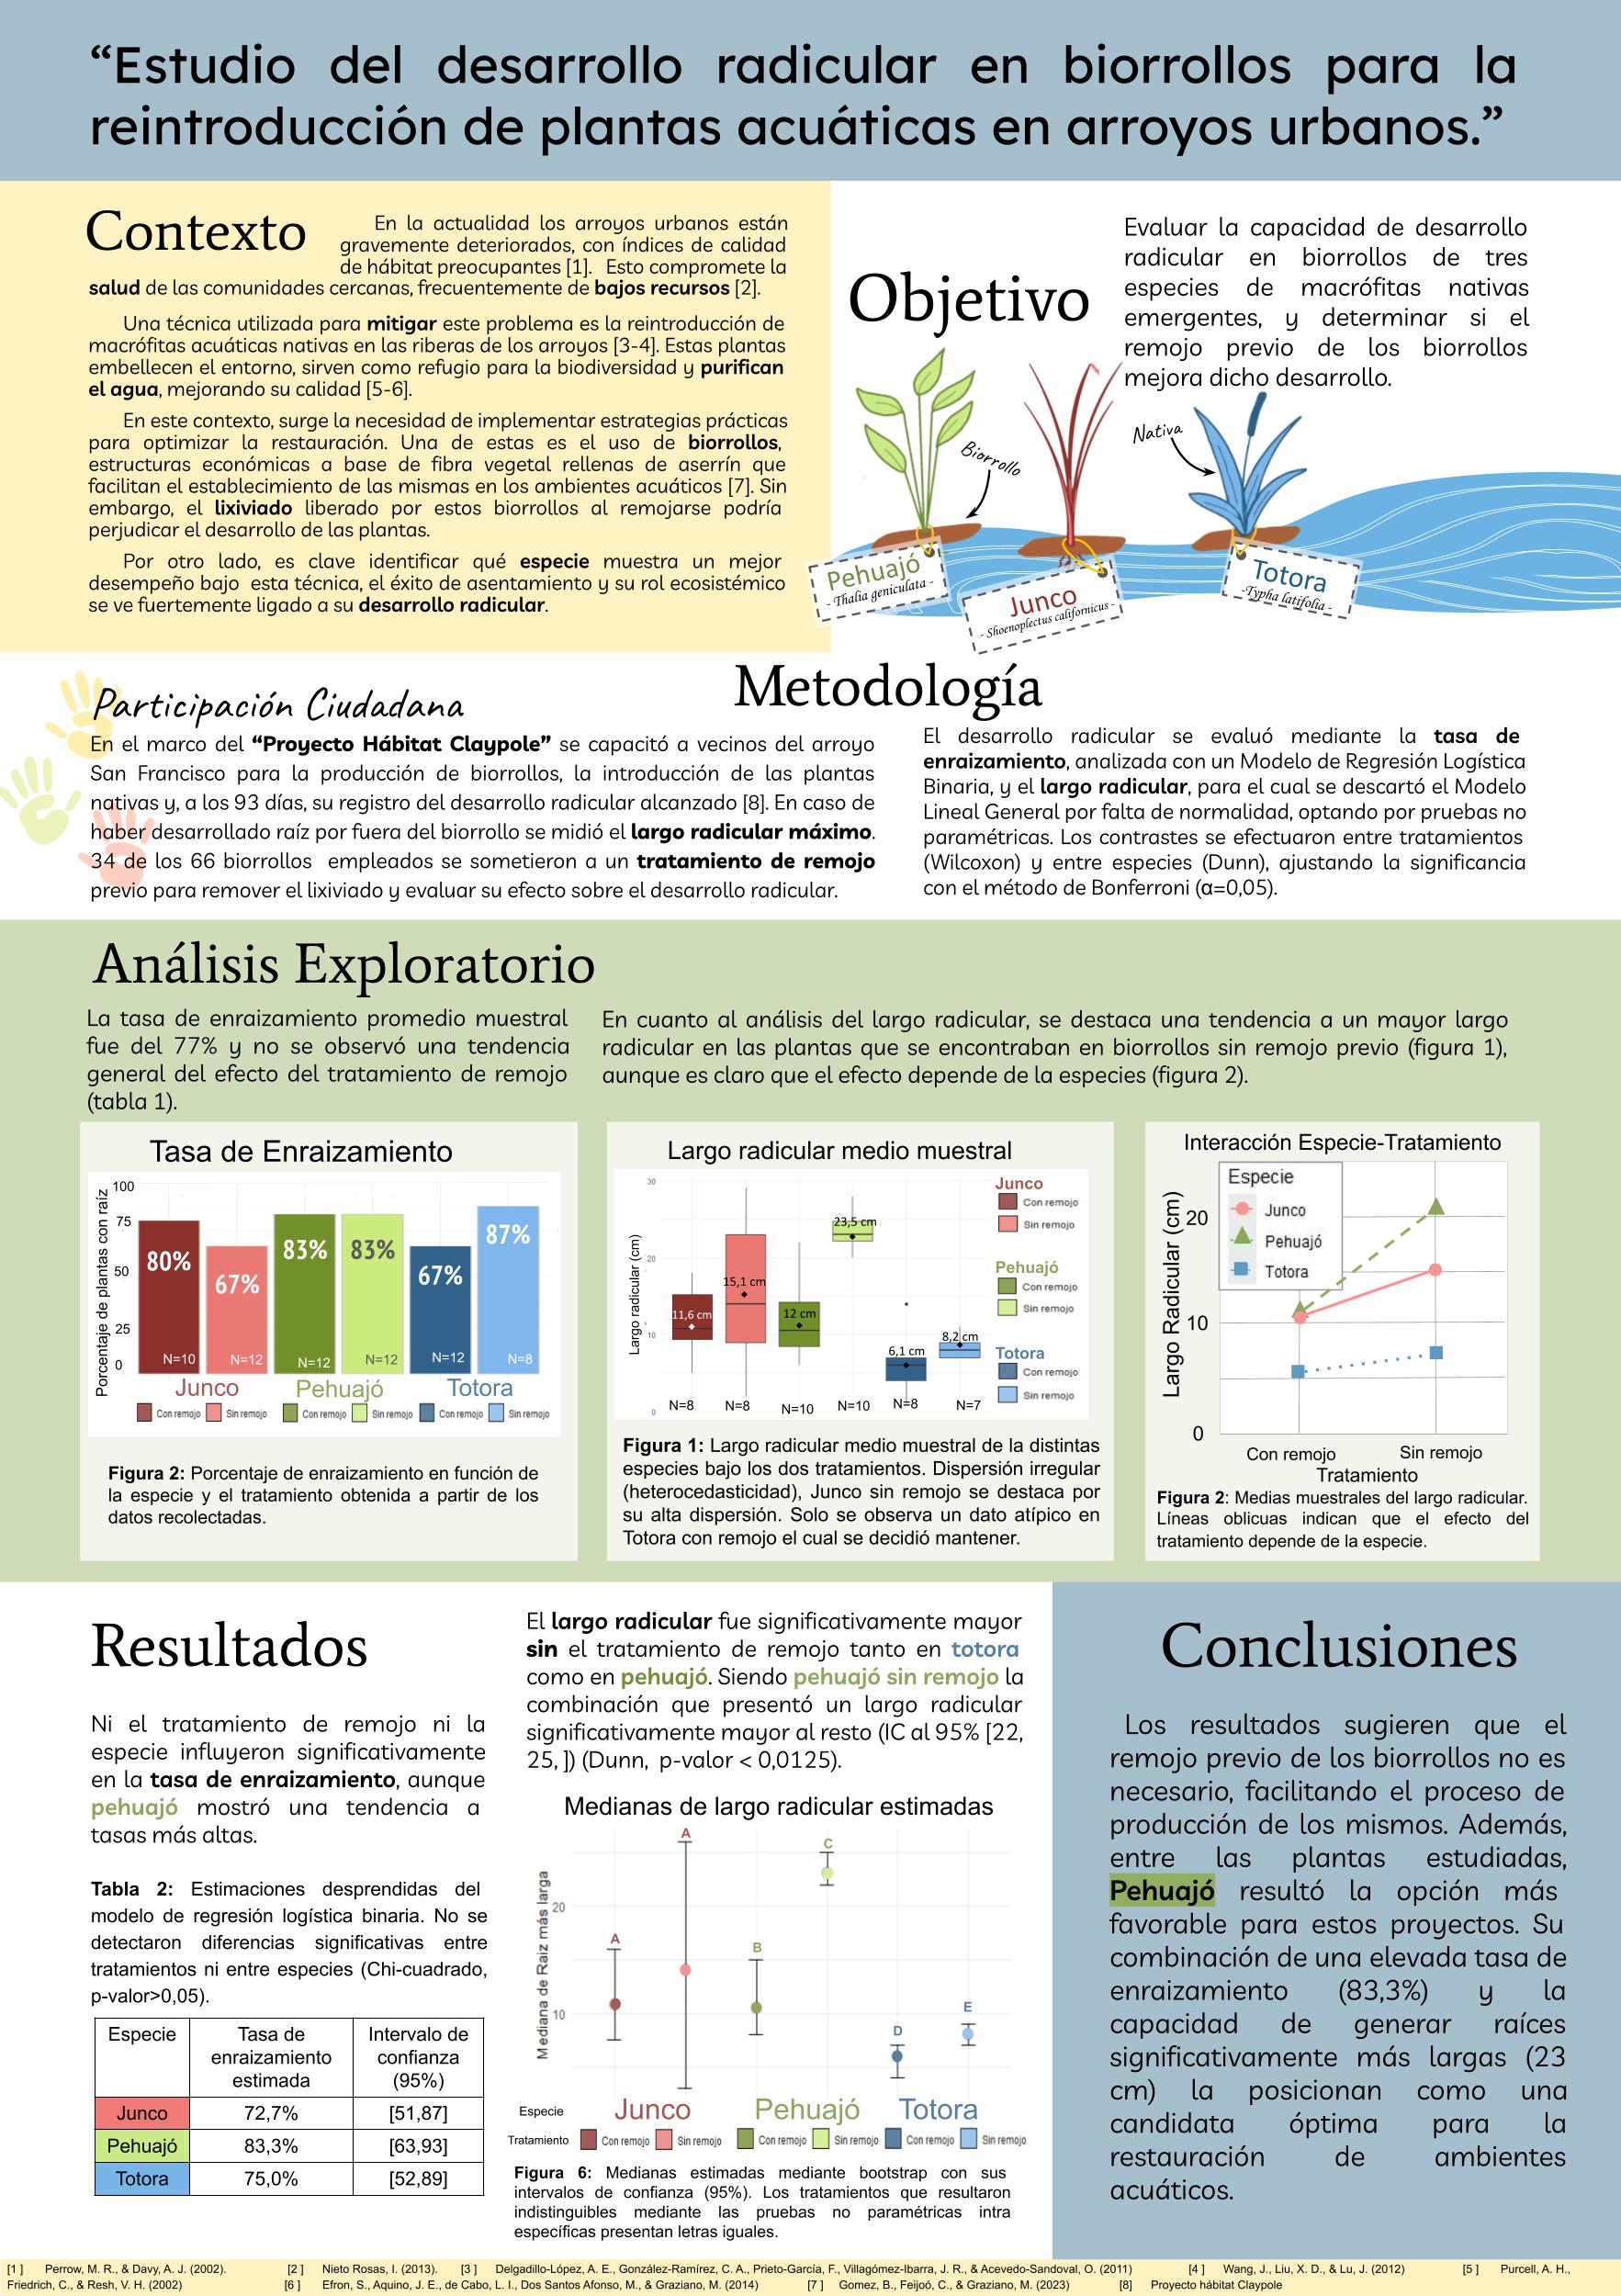 “Estudio del desarrollo radicular en biorrollos para la
reintroducción de plantas acuáticas en arroyos urbanos.”
Contexto
En la actualidad los arroyos urbanos están
gravemente deteriorados, con índices de calidad
de hábitat preocupantes [1]. Esto compromete la
salud de las comunidades cercanas, frecuentemente de bajos recursos [2].
Una técnica utilizada para mitigar este problema es la reintroducción de
macrófitas acuáticas nativas en las riberas de los arroyos [3-4]. Estas plantas
embellecen el entorno, sirven como refugio para la biodiversidad y purifican
el agua, mejorando su calidad [5-6].
En este contexto, surge la necesidad de implementar estrategias prácticas
para optimizar la restauración. Una de estas es el uso de biorrollos,
estructuras económicas a base de fibra vegetal rellenas de aserrín que
facilitan el establecimiento de las mismas en los ambientes acuáticos [7]. Sin
embargo, el lixiviado liberado por estos biorrollos al remojarse podría
perjudicar el desarrollo de las plantas.
Por otro lado, es clave identificar qué especie muestra un mejor
desempeño bajo esta técnica, el éxito de asentamiento y su rol ecosistémico
se ve fuertemente ligado a su desarrollo radicular.
Objetivo
Evaluar la capacidad de desarrollo
radicular en biorrollos de tres
especies de macrófitas nativas
emergentes, y determinar si el
remojo previo de los biorrollos
mejora dicho desarrollo.
Biorrollo
Nativa
Pehuajó
- Thalia geniculata -
Junco
- Shoenoplectus californicus -
Totora
-Typha latifolia -
Metodología
Participación Ciudadana
En el marco del “Proyecto Hábitat Claypole” se capacitó a vecinos del arroyo
San Francisco para la producción de biorrollos, la introducción de las plantas
nativas y, a los 93 días, su registro del desarrollo radicular alcanzado [8]. En caso de
haber desarrollado raíz por fuera del biorrollo se midió el largo radicular máximo.
34 de los 66 biorrollos empleados se sometieron a un tratamiento de remojo
previo para remover el lixiviado y evaluar su efecto sobre el desarrollo radicular.
El desarrollo radicular se evaluó mediante la tasa de
enraizamiento, analizada con un Modelo de Regresión Logística
Binaria, y el largo radicular, para el cual se descartó el Modelo
Lineal General por falta de normalidad, optando por pruebas no
paramétricas. Los contrastes se efectuaron entre tratamientos
(Wilcoxon) y entre especies (Dunn), ajustando la significancia
con el método de Bonferroni (α=0,05).
Análisis Exploratorio
La tasa de enraizamiento promedio muestral
fue del 77% y no se observó una tendencia
general del efecto del tratamiento de remojo
(tabla 1).
En cuanto al análisis del largo radicular, se destaca una tendencia a un mayor largo
radicular en las plantas que se encontraban en biorrollos sin remojo previo (figura 1),
aunque es claro que el efecto depende de la especies (figura 2).
Tasa de Enraizamiento
Porcentaje de plantas con raíz
100
75
50
25
0
80% 67% 83% 83% 67% 87%
N=10 N=12 N=12 N=12 N=12 N=8
Junco Pehuajó Totora
Con remojo Sin remojo Con remojo Sin remojo Con remojo Sin remojo
Figura 2: Porcentaje de enraizamiento en función de
la especie y el tratamiento obtenida a partir de los
datos recolectadas.
Largo radicular medio muestral
Largo radicular (cm)
30
20
10
0
11,6 cm
15,1 cm
12 cm
23,5 cm
6,1 cm
8,2 cm
N=8 N=8 N=10 N=10 N=8 N=7
Junco
Con remojo
Sin remojo
Pehuajó
Con remojo
Sin remojo
Totora
Con remojo
Sin remojo
Figura 1: Largo radicular medio muestral de la distintas
especies bajo los dos tratamientos. Dispersión irregular
(heterocedasticidad), Junco sin remojo se destaca por
su alta dispersión. Solo se observa un dato atípico en
Totora con remojo el cual se decidió mantener.
Interacción Especie-Tratamiento
Largo Radicular (cm)
20
10
0
Especie
Junco
Pehuajó
Totora
Con remojo Sin remojo
Tratamiento
Figura 2: Medias muestrales del largo radicular.
Líneas oblicuas indican que el efecto del
tratamiento depende de la especie.
Resultados
Ni el tratamiento de remojo ni la
especie influyeron significativamente
en la tasa de enraizamiento, aunque
pehuajó mostró una tendencia a
tasas más altas.
Tabla 2: Estimaciones desprendidas del
modelo de regresión logística binaria. No se
detectaron diferencias significativas entre
tratamientos ni entre especies (Chi-cuadrado,
p-valor>0,05).
Especie Tasa de enraizamiento estimada Intervalo de confianza (95%)
Junco 72,7% [51,87]
Pehuajó 83,3% [63,93]
Totora 75,0% [52,89]
El largo radicular fue significativamente mayor
sin el tratamiento de remojo tanto en totora
como en pehuajó. Siendo pehuajó sin remojo la
combinación que presentó un largo radicular
significativamente mayor al resto (IC al 95% [22,
25, ]) (Dunn, p-valor < 0,0125).
Medianas de largo radicular estimadas
Mediana de Raiz más larga
20
10
A
A
B
C
D
E
Especie Junco Pehuajó Totora
Tratamiento Con remojo Sin remojo Con remojo Sin remojo Con remojo Sin remojo
Figura 6: Medianas estimadas mediante bootstrap con sus
intervalos de confianza (95%). Los tratamientos que resultaron
indistinguibles mediante las pruebas no paramétricas intra
específicas presentan letras iguales.
Conclusiones
Los resultados sugieren que el
remojo previo de los biorrollos no es
necesario, facilitando el proceso de
producción de los mismos. Además,
entre las plantas estudiadas,
Pehuajó resultó la opción más
favorable para estos proyectos. Su
combinación de una elevada tasa de
enraizamiento (83,3%) y la
capacidad de generar raíces
significativamente más largas (23
cm) la posicionan como una
candidata óptima para la
restauración de ambientes
acuáticos.
[1 ] Perrow, M. R., & Davy, A. J. (2002). [2 ] Nieto Rosas, I. (2013). [3 ] Delgadillo-López, A. E., González-Ramírez, C. A., Prieto-García, F., Villagómez-Ibarra, J. R., & Acevedo-Sandoval, O. (2011) [4 ] Wang, J., Liu, X. D., & Lu, J. (2012) [5 ] Purcell, A. H.,
Friedrich, C., & Resh, V. H. (2002) [6 ] Efron, S., Aquino, J. E., de Cabo, L. I., Dos Santos Afonso, M., & Graziano, M. (2014) [7 ] Gomez, B., Feijoó, C., & Graziano, M. (2023) [8] Proyecto hábitat Claypole